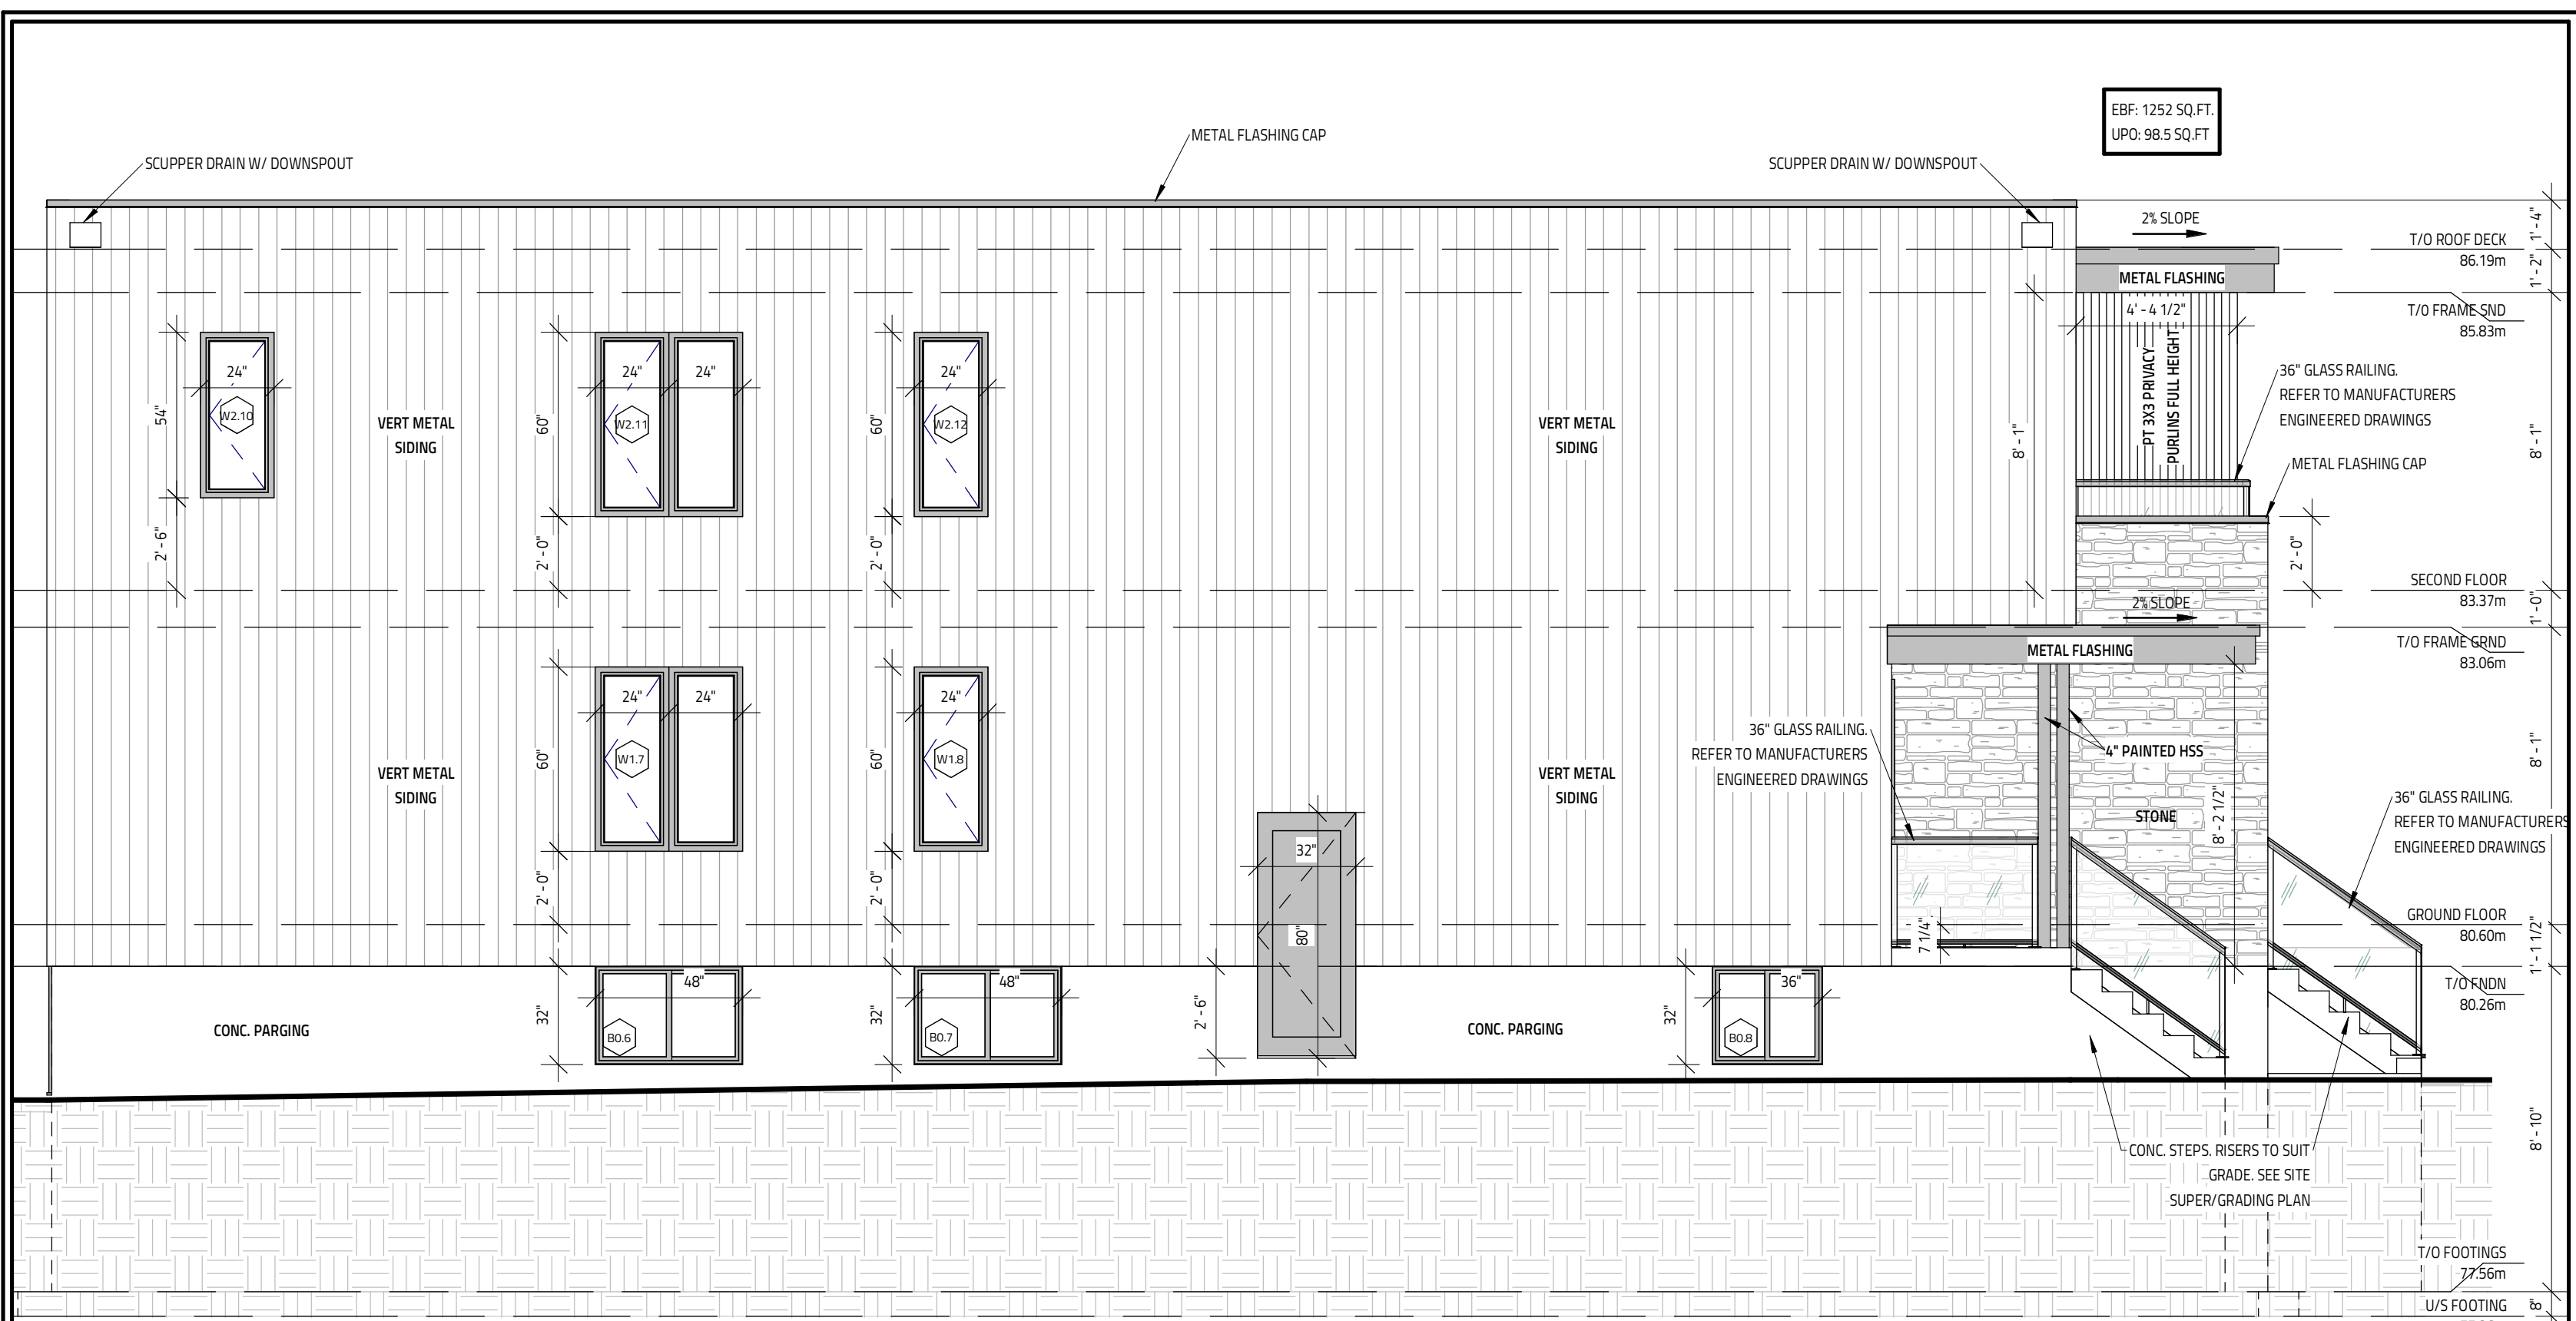 EBF: 1252 SQ.FT.
UPO: 98.5 SQ.FT
METAL FLASHING CAP
SCUPPER DRAIN W/ DOWNSPOUT
SCUPPER DRAIN W/ DOWNSPOUT
2% SLOPE
1' - 4"
T/O ROOF DECK
86.19m
1' - 2"
METAL FLASHING
T/O FRAME SND
85.83m
4' - 4 1/2"
PT 3X3 PRIVACY
PURLINS FULL HEIGHT
36" GLASS RAILING.
REFER TO MANUFACTURERS
ENGINEERED DRAWINGS
METAL FLASHING CAP
24"
W2.10
54"
2' - 6"
VERT METAL
SIDING
24"
24"
W2.11
60"
2' - 0"
24"
W2.12
60"
2' - 0"
VERT METAL
SIDING
8' - 1"
8' - 1"
2' - 0"
SECOND FLOOR
83.37m
1' - 0"
2% SLOPE
T/O FRAME GRND
83.06m
METAL FLASHING
24"
24"
W1.7
60"
2' - 0"
VERT METAL
SIDING
24"
W1.8
60"
2' - 0"
VERT METAL
SIDING
36" GLASS RAILING.
REFER TO MANUFACTURERS
ENGINEERED DRAWINGS
4" PAINTED HSS
STONE
8' - 2 1/2"
8' - 1"
36" GLASS RAILING.
REFER TO MANUFACTURERS
ENGINEERED DRAWINGS
32"
80"
7 1/4"
GROUND FLOOR
80.60m
1' - 1 1/2"
T/O FNDN
80.26m
CONC. PARGING
48"
32"
B0.6
48"
32"
B0.7
2' - 6"
CONC. PARGING
36"
32"
B0.8
8' - 10"
CONC. STEPS. RISERS TO SUIT
GRADE. SEE SITE
SUPER/GRADING PLAN
T/O FOOTINGS
77.56m
U/S FOOTING
8"